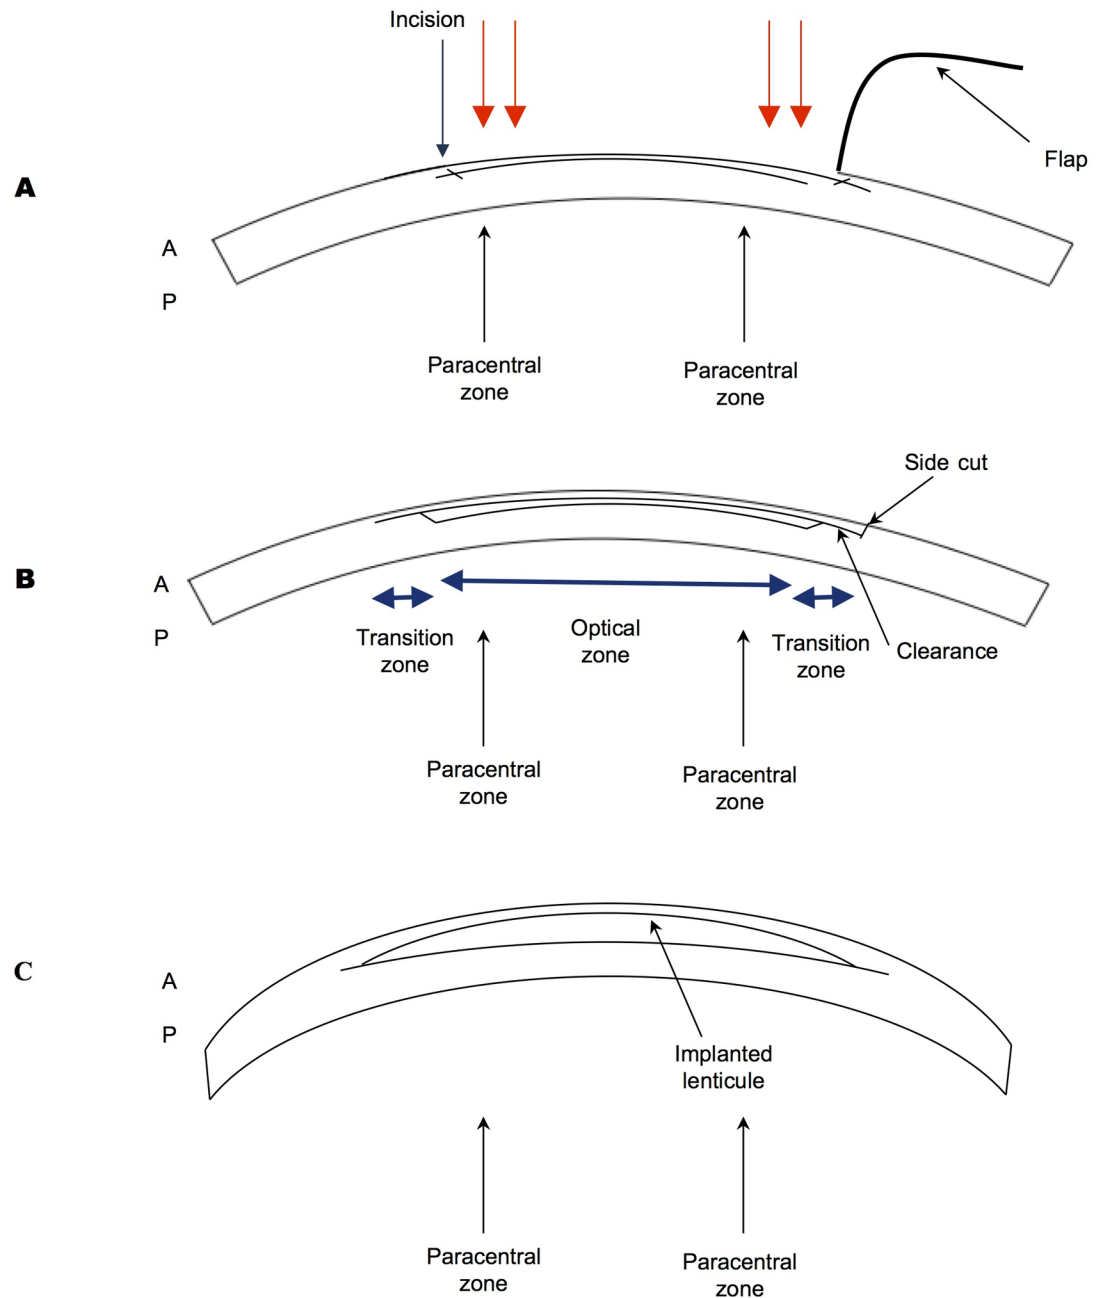 Incision
Flap
A
A
P
Paracentral
zone
Paracentral
zone
Side cut
B
A
P
Transition
zone
Optical
zone
Transition
zone
Clearance
Paracentral
zone
Paracentral
zone
C
A
P
Implanted
lenticule
Paracentral
zone
Paracentral
zone